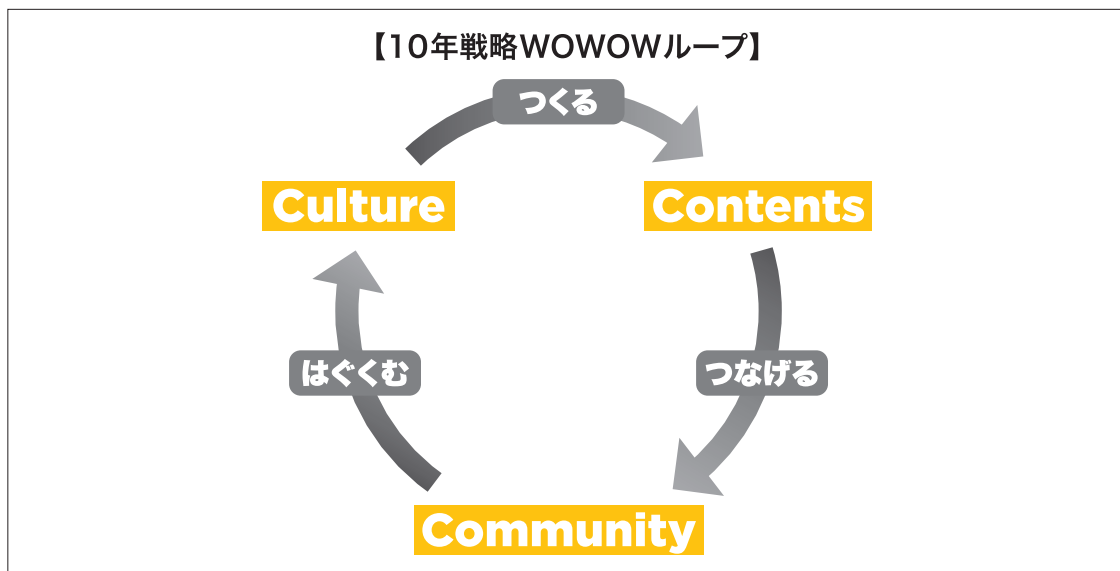 【10年戦略WOWOWループ】
つくる
Culture
Contents
はぐくむ
つなげる
Community